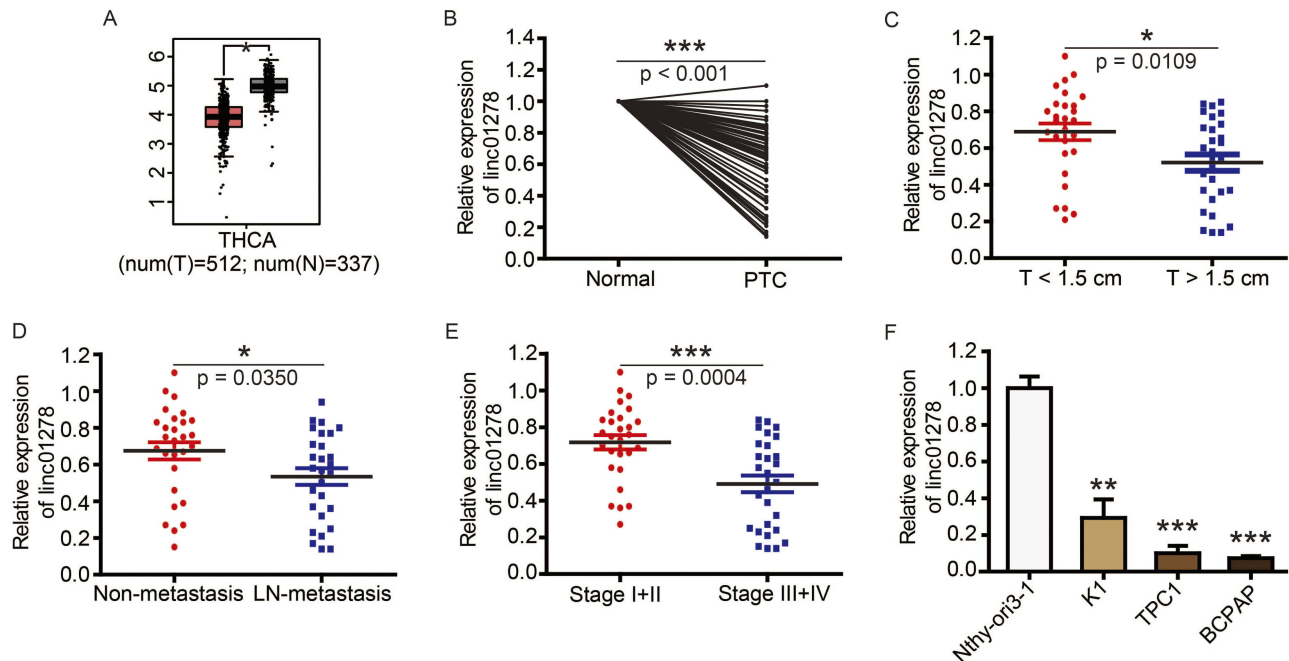 A
*
6
5
4
3
2
1
THCA
(num(T)=512; num(N)=337)
B
Relative expression
of linc01278
1.4
1.2
1.0
0.8
0.6
0.4
0.2
0.0
***
p < 0.001
Normal
PTC
C
Relative expression
of linc01278
1.2
1.0
0.8
0.6
0.4
0.2
0.0
*
p = 0.0109
T < 1.5 cm
T > 1.5 cm
D
Relative expression
of linc01278
1.2
1.0
0.8
0.6
0.4
0.2
0.0
*
p = 0.0350
Non-metastasis
LN-metastasis
E
Relative expression
of linc01278
1.2
1.0
0.8
0.6
0.4
0.2
0.0
***
p = 0.0004
Stage I+II
Stage III+IV
F
Relative expression
of linc01278
1.2
1.0
0.8
0.6
0.4
0.2
0.0
**
***
***
Nthy-ori3-1
K1
TPC1
BCPAP